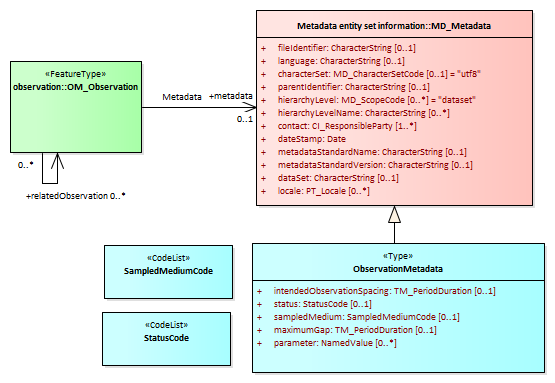 Metadata entity set information::MD_Metadata
+ fileIdentifier: CharacterString [0..1]
+ language: CharacterString [0..1]
+ characterSet: MD_CharacterSetCode [0..1] = "utf8"
+ parentIdentifier: CharacterString [0..1]
+ hierarchyLevel: MD_ScopeCode [0..*] = "dataset"
+ hierarchyLevelName: CharacterString [0..*]
+ contact: CI_ResponsibleParty [1..*]
+ dateStamp: Date
+ metadataStandardName: CharacterString [0..1]
+ metadataStandardVersion: CharacterString [0..1]
+ dataSet: CharacterString [0..1]
+ locale: PT_Locale [0..*]
«FeatureType»
observation::OM_Observation
Metadata +metadata
0..1
0..*
+relatedObservation 0..*
«CodeList»
SampledMediumCode
«CodeList»
StatusCode
«Type»
ObservationMetadata
+ intendedObservationSpacing: TM_PeriodDuration [0..1]
+ status: StatusCode [0..1]
+ sampledMedium: SampledMediumCode [0..1]
+ maximumGap: TM_PeriodDuration [0..1]
+ parameter: NamedValue [0..*]